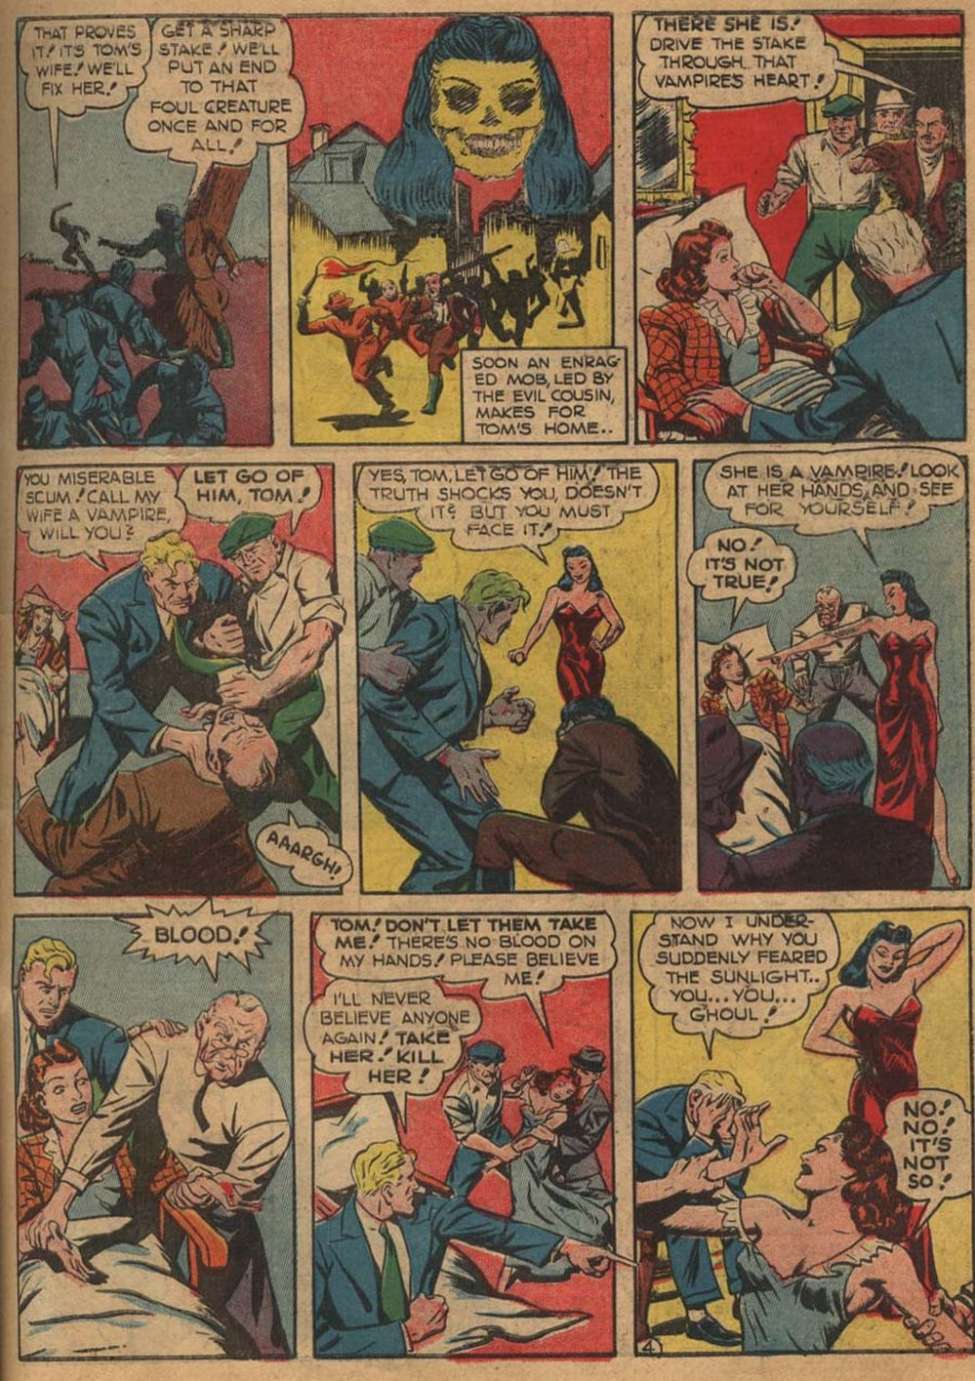 THAT PROVES
IT! IT'S TOM'S
WIFE! WE'LL
FIX HER!
GET A SHARP
STAKE! WE'LL
PUT AN END
TO THAT
FOUL CREATURE
ONCE AND FOR
ALL!
SOON AN ENRAG-
ED MOB, LED BY
THE EVIL COUSIN,
MAKES FOR
TOM'S HOME..
THERE SHE IS!
DRIVE THE STAKE
THROUGH THAT
VAMPIRE'S HEART!
YOU MISERABLE
SCUM! CALL MY
WIFE A VAMPIRE,
WILL YOU?
LET GO OF
HIM, TOM!
AAARGH!
YES, TOM, LET GO OF HIM! THE
TRUTH SHOCKS YOU, DOESN'T
IT? BUT YOU MUST
FACE IT!
SHE IS A VAMPIRE! LOOK
AT HER HANDS, AND SEE
FOR YOURSELF!
NO!
IT'S NOT
TRUE!
BLOOD!
TOM! DON'T LET THEM TAKE
ME! THERE'S NO BLOOD ON
MY HANDS! PLEASE BELIEVE
ME!
I'LL NEVER
BELIEVE ANYONE
AGAIN! TAKE
HER! KILL
HER!
NOW I UNDER-
STAND WHY YOU
SUDDENLY FEARED
THE SUNLIGHT..
YOU...YOU...
GHOUL!
NO!
NO!
IT'S
NOT
SO!
4